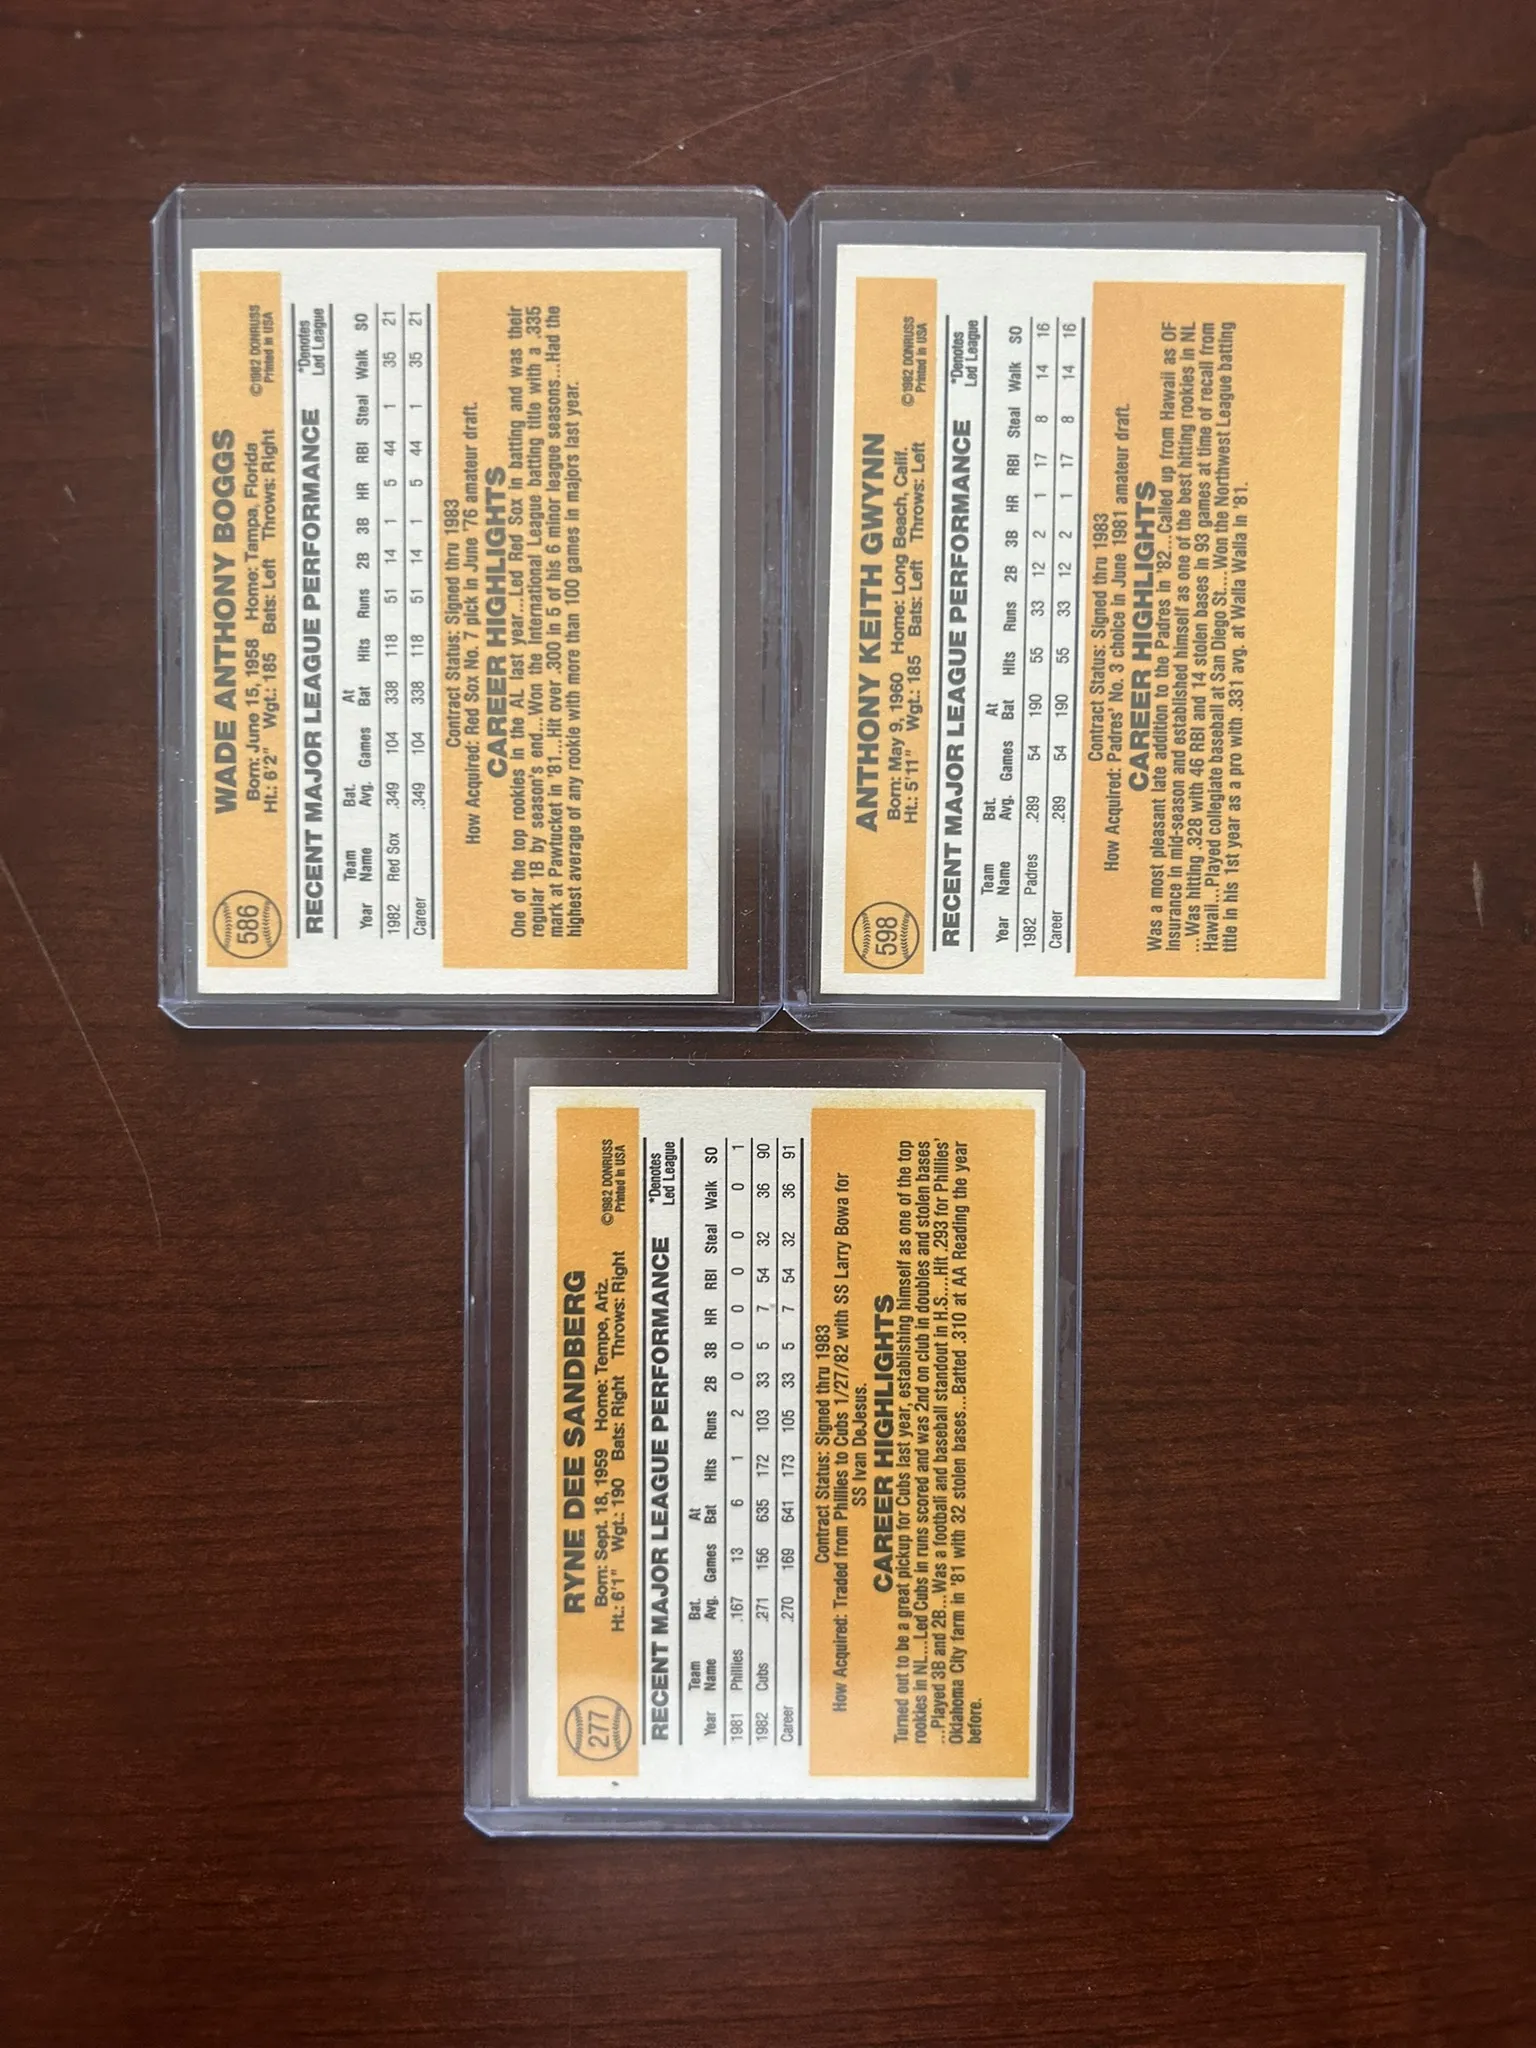 586
WADE ANTHONY BOGGS
Born: June 15, 1958 Home: Tampa, Florida
Ht.: 6'2" Wgt.: 185 Bats: Left Throws: Right
©1982 DONRUSS
Printed in USA
RECENT MAJOR LEAGUE PERFORMANCE
*Denotes
Led League
Year Team Name Bat. Avg. Games At Bat Hits Runs 2B 3B HR RBI Steal Walk SO
1982 Red Sox .349 104 338 118 51 14 1 5 44 1 35 21
Career .349 104 338 118 51 14 1 5 44 1 35 21
Contract Status: Signed thru 1983
How Acquired: Red Sox No. 7 pick in June '76 amateur draft.
CAREER HIGHLIGHTS
One of the top rookies in the AL last year...Led Red Sox in batting and was their
regular 1B by season's end...Won the International League batting title with a .335
mark at Pawtucket in '81...Hit over .300 in 5 of his 6 minor league seasons...Had the
highest average of any rookie with more than 100 games in majors last year.
598
ANTHONY KEITH GWYNN
Born: May 9, 1960 Home: Long Beach, Calif.
Ht.: 5'11" Wgt.: 185 Bats: Left Throws: Left
©1982 DONRUSS
Printed in USA
RECENT MAJOR LEAGUE PERFORMANCE
*Denotes
Led League
Year Team Name Bat. Avg. Games At Bat Hits Runs 2B 3B HR RBI Steal Walk SO
1982 Padres .289 54 190 55 33 12 2 1 17 8 14 16
Career .289 54 190 55 33 12 2 1 17 8 14 16
Contract Status: Signed thru 1983
How Acquired: Padres' No. 3 choice in June 1981 amateur draft.
CAREER HIGHLIGHTS
Was a most pleasant late addition to the Padres in '82...Called up from Hawaii as OF
insurance in mid-season and established himself as one of the best hitting rookies in NL
...Was hitting .328 with 46 RBI and 14 stolen bases in 93 games at time of recall from
Hawaii...Played collegiate baseball at San Diego St....Won the Northwest League batting
title in his 1st year as a pro with .331 avg. at Walla Walla in '81.
277
RYNE DEE SANDBERG
Born: Sept. 18, 1959 Home: Tempe, Ariz.
Ht.: 6'1" Wgt.: 190 Bats: Right Throws: Right
©1982 DONRUSS
Printed in USA
RECENT MAJOR LEAGUE PERFORMANCE
*Denotes
Led League
Year Team Name Bat. Avg. Games At Bat Hits Runs 2B 3B HR RBI Steal Walk SO
1981 Phillies .167 13 6 1 2 0 0 0 0 0 0 1
1982 Cubs .271 156 635 172 103 33 5 7 54 32 36 90
Career .270 169 641 173 105 33 5 7 54 32 36 91
Contract Status: Signed thru 1983
How Acquired: Traded from Phillies to Cubs 1/27/82 with SS Larry Bowa for
SS Ivan DeJesus.
CAREER HIGHLIGHTS
Turned out to be a great pickup for Cubs last year, establishing himself as one of the top
rookies in NL...Led Cubs in runs scored and was 2nd on club in doubles and stolen bases
...Played 3B and 2B...Was a football and baseball standout in H.S....Hit .293 for Phillies'
Oklahoma City farm in '81 with 32 stolen bases...Batted .310 at AA Reading the year
before.